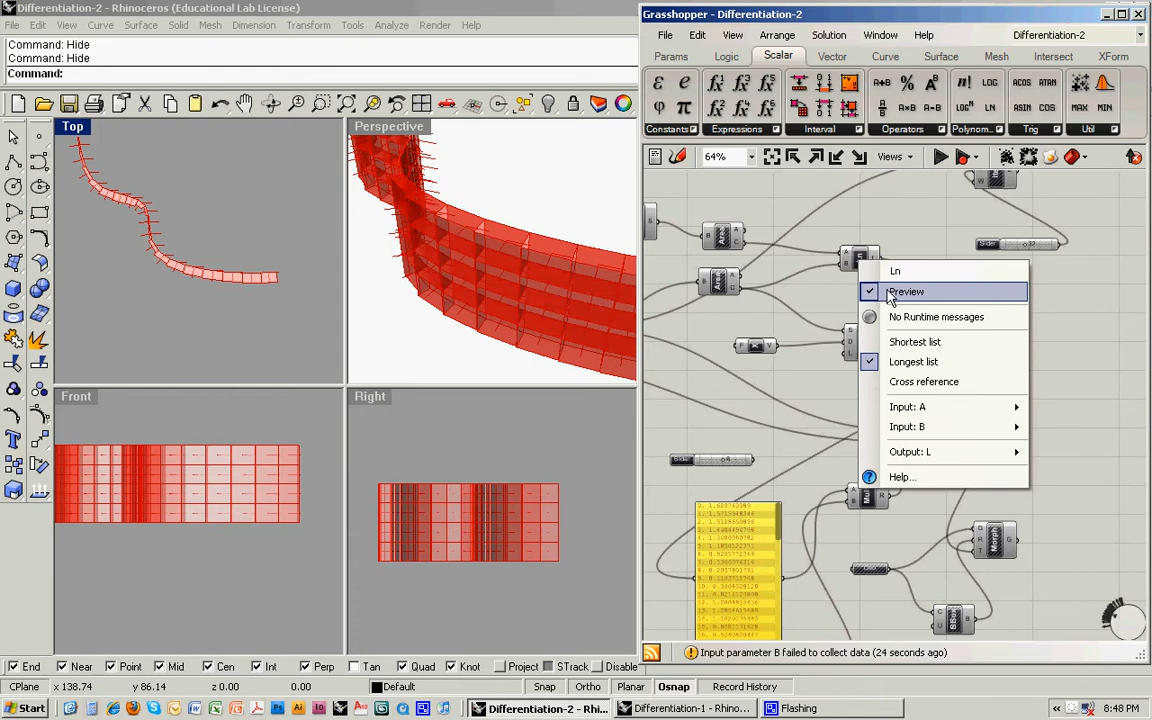 Differentiation-2 - Rhinoceros (Educational Lab License)
File Edit View Curve Surface Solid Mesh Dimension Transform Tools Analyze Render Help
Command: Hide
Command: Hide
Command:
Top
Perspective
Front
Right
End Near Point Mid Cen Int Perp Tan Quad Knot Project STrack Disable
CPlane x 138.74 y 86.14 z 0.00 0.00 Default Snap Ortho Planar Osnap Record History
Grasshopper - Differentiation-2
File Edit View Arrange Solution Window Help Differentiation-2
Params Logic Scalar Vector Curve Surface Mesh Intersect XForm
Constants Expressions Interval Operators Polynom... Trig Util
64% Views
Slider 32
Ln
Preview
No Runtime messages
Shortest list
Longest list
Cross reference
Input: A
Input: B
Output: L
Help...
Slider 6
Input parameter B failed to collect data (24 seconds ago)
Start Differentiation-2 - Rhi... Differentiation-1 - Rhin... Flashing 8:48 PM